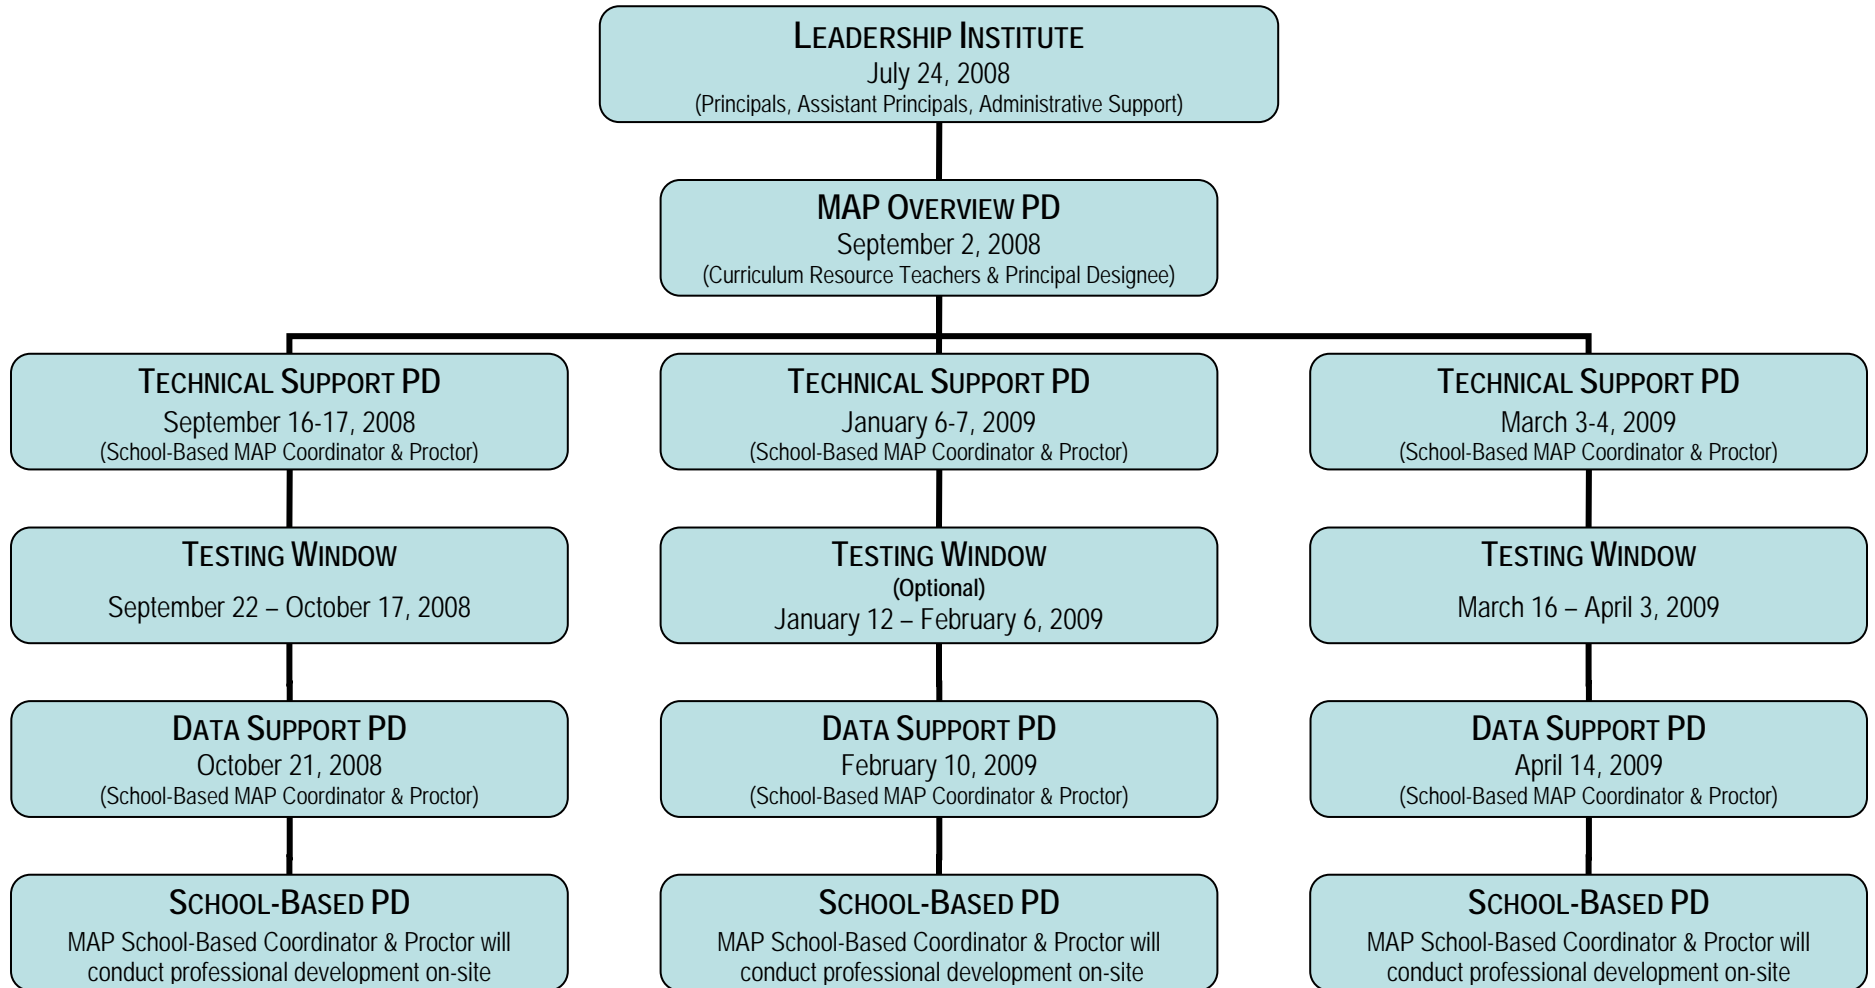 LEADERSHIP INSTITUTE
July 24, 2008
(Principals, Assistant Principals, Administrative Support)
MAP OVERVIEW PD
September 2, 2008
(Curriculum Resource Teachers & Principal Designee)
TECHNICAL SUPPORT PD
September 16-17, 2008
(School-Based MAP Coordinator & Proctor)
TECHNICAL SUPPORT PD
January 6-7, 2009
(School-Based MAP Coordinator & Proctor)
TECHNICAL SUPPORT PD
March 3-4, 2009
(School-Based MAP Coordinator & Proctor)
TESTING WINDOW
September 22 – October 17, 2008
TESTING WINDOW
(Optional)
January 12 – February 6, 2009
TESTING WINDOW
March 16 – April 3, 2009
DATA SUPPORT PD
October 21, 2008
(School-Based MAP Coordinator & Proctor)
DATA SUPPORT PD
February 10, 2009
(School-Based MAP Coordinator & Proctor)
DATA SUPPORT PD
April 14, 2009
(School-Based MAP Coordinator & Proctor)
SCHOOL-BASED PD
MAP School-Based Coordinator & Proctor will
conduct professional development on-site
SCHOOL-BASED PD
MAP School-Based Coordinator & Proctor will
conduct professional development on-site
SCHOOL-BASED PD
MAP School-Based Coordinator & Proctor will
conduct professional development on-site